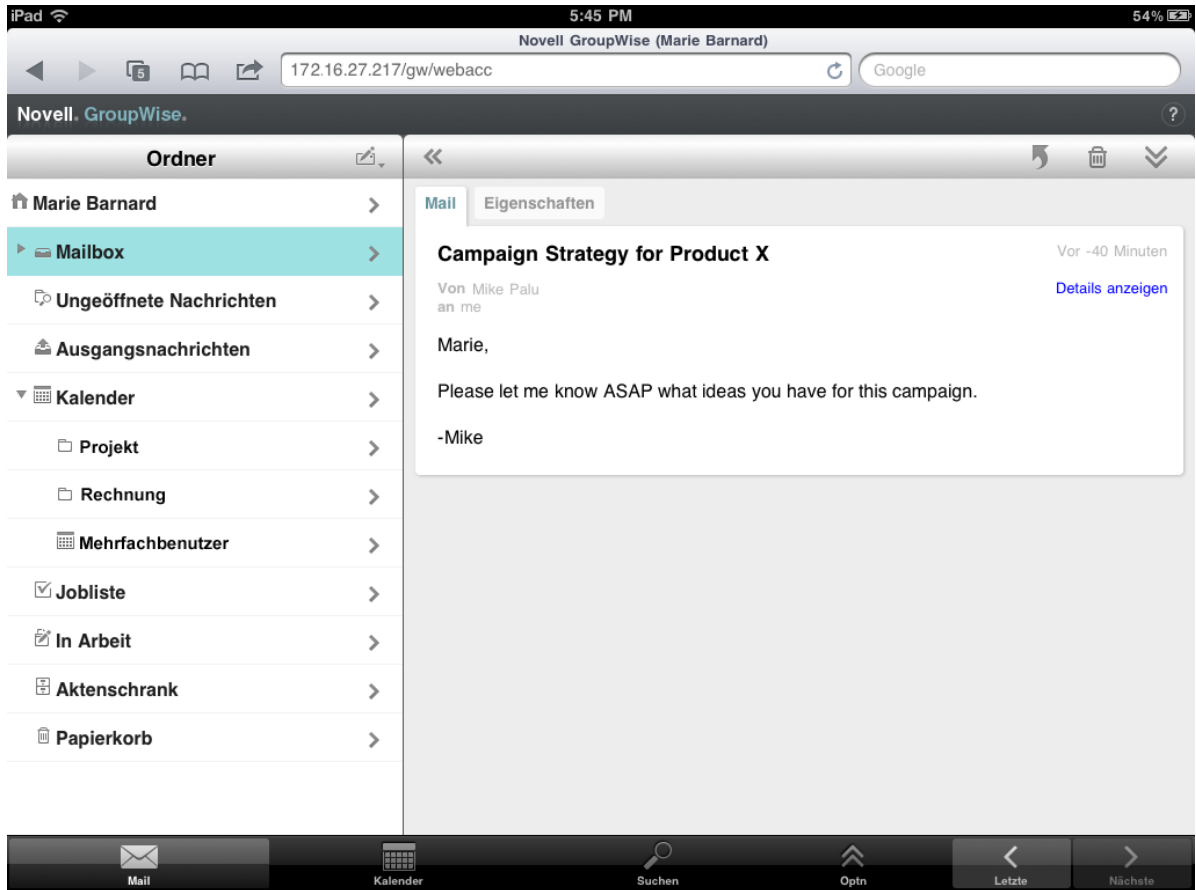 iPad 5:45 PM 54%
Novell GroupWise (Marie Barnard)
5 172.16.27.217/gw/webacc Google
Novell. GroupWise. ?
Ordner
Marie Barnard
Mailbox
Ungeöffnete Nachrichten
Ausgangsnachrichten
Kalender
Projekt
Rechnung
Mehrfachbenutzer
Jobliste
In Arbeit
Aktenschrank
Papierkorb
Mail Eigenschaften
Campaign Strategy for Product X Vor -40 Minuten
Von Mike Palu Details anzeigen
an me
Marie,
Please let me know ASAP what ideas you have for this campaign.
-Mike
Mail Kalender Suchen Optn Letzte Nächste